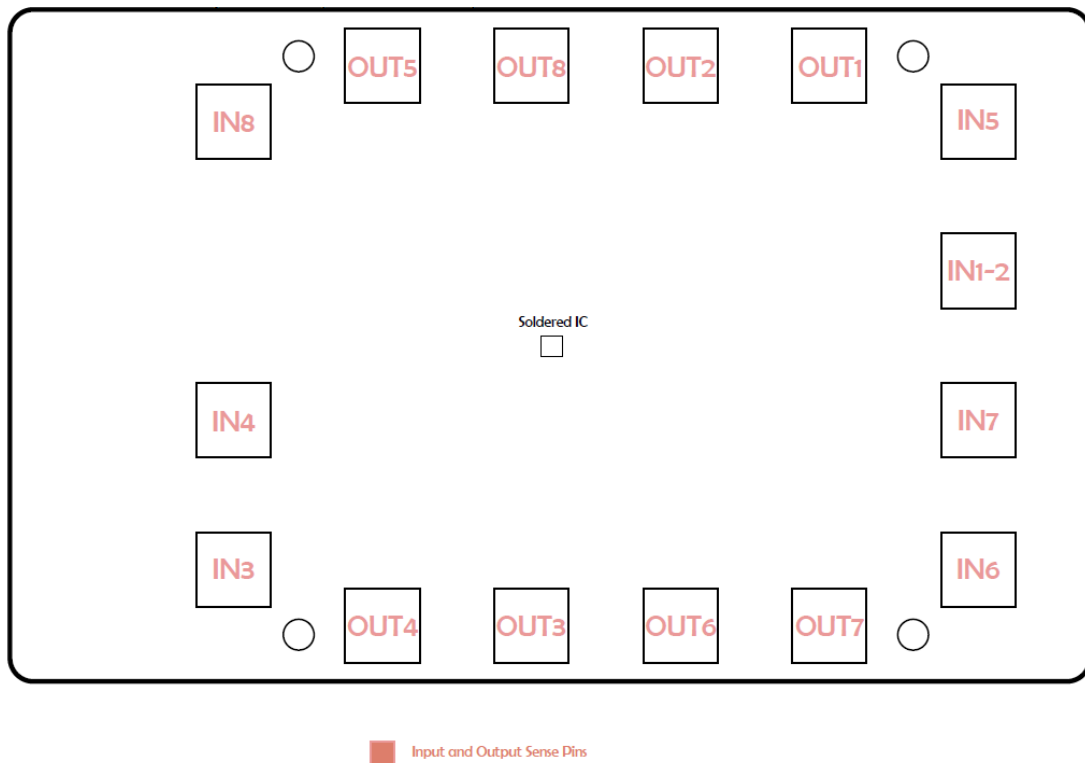 OUT5 OUT8 OUT2 OUT1
IN8 IN5
IN1-2
Soldered IC
IN4 IN7
IN3 IN6
OUT4 OUT3 OUT6 OUT7
Input and Output Sense Pins